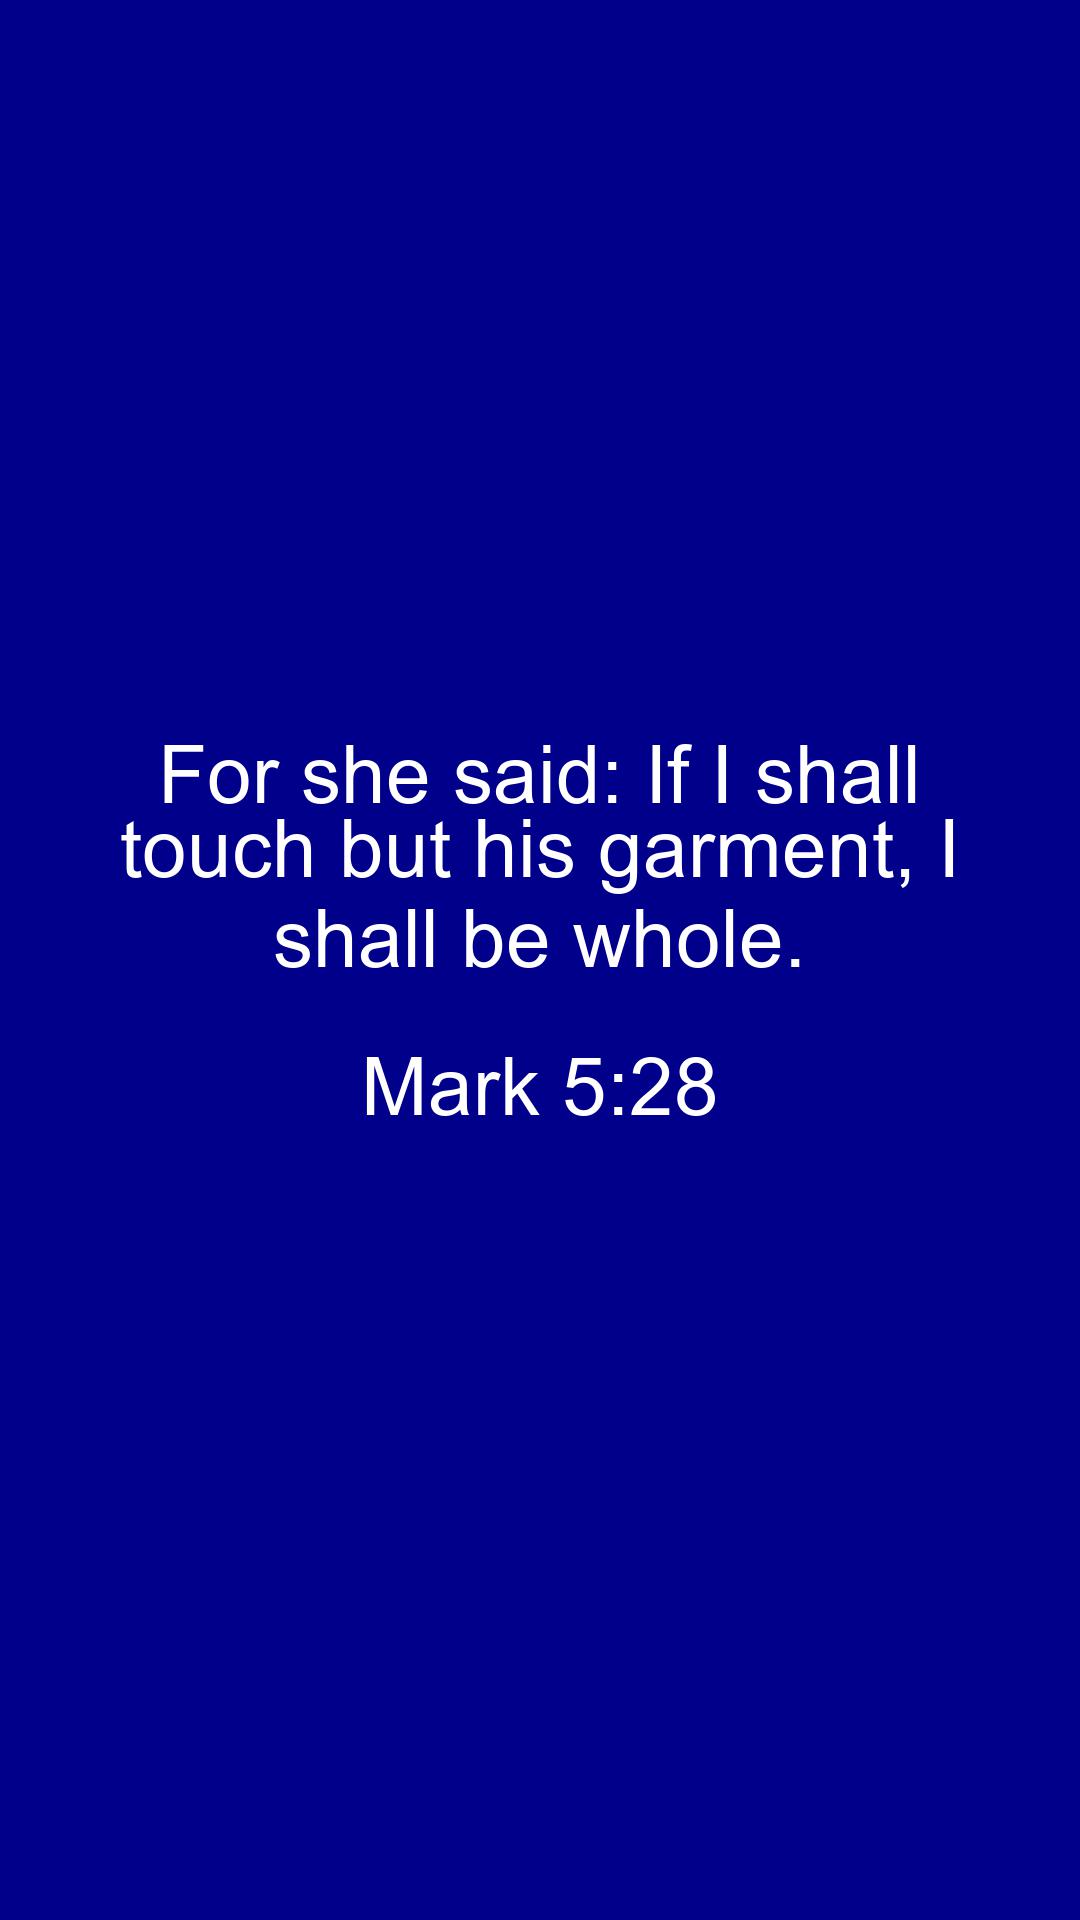 For she said: If I shall
touch but his garment, I
shall be whole.
Mark 5:28